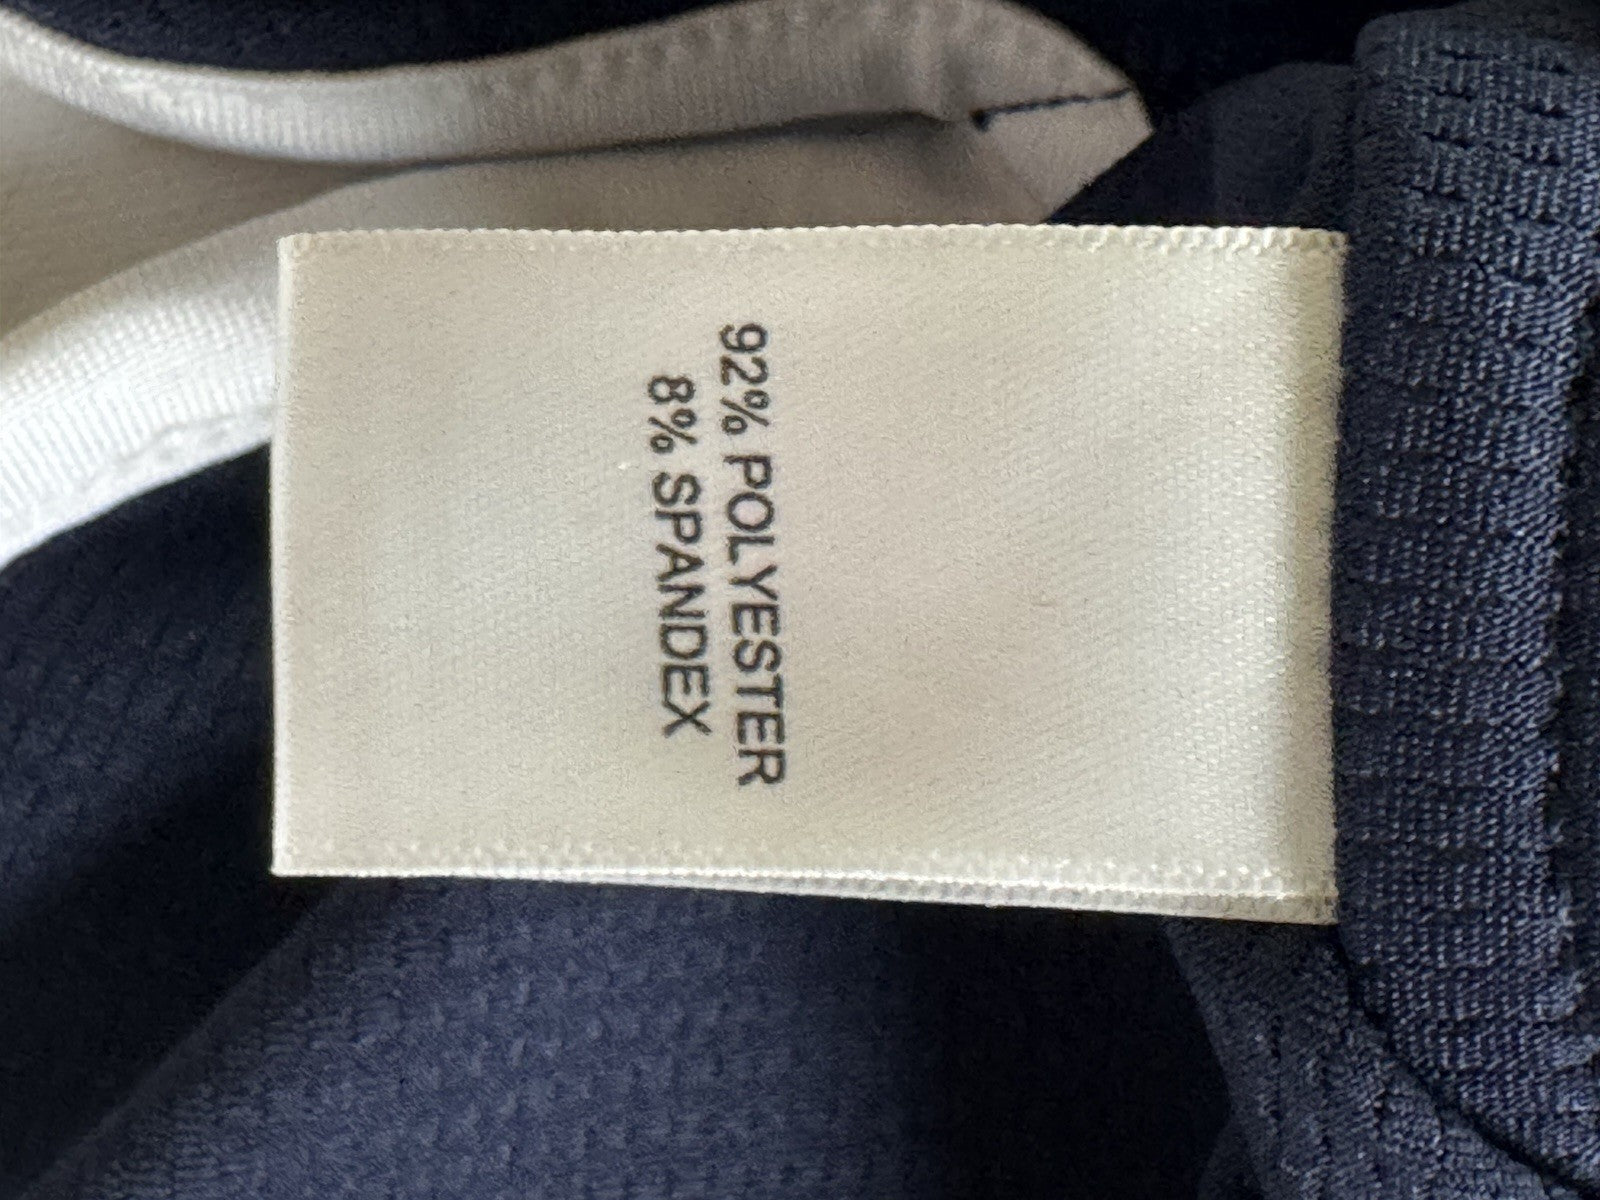 92% POLYESTER
8% SPANDEX